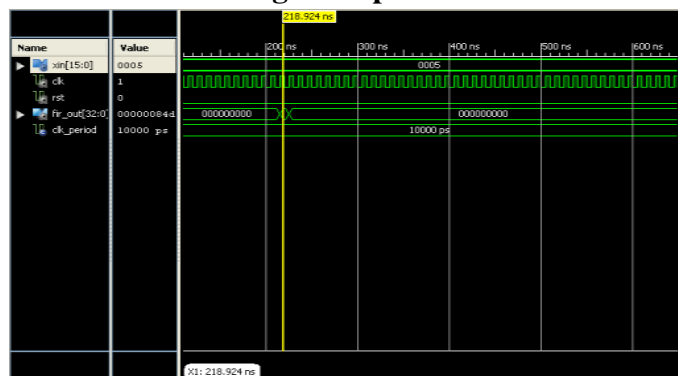 218.924 ns
Name Value
200 ns 300 ns 400 ns 500 ns 600 ns
xin[15:0] 0005 0005
clk 1
rst 0
fir_out[32:0] 00000084d 000000000 000000000
clk_period 10000 ps 10000 ps
X1: 218.924 ns